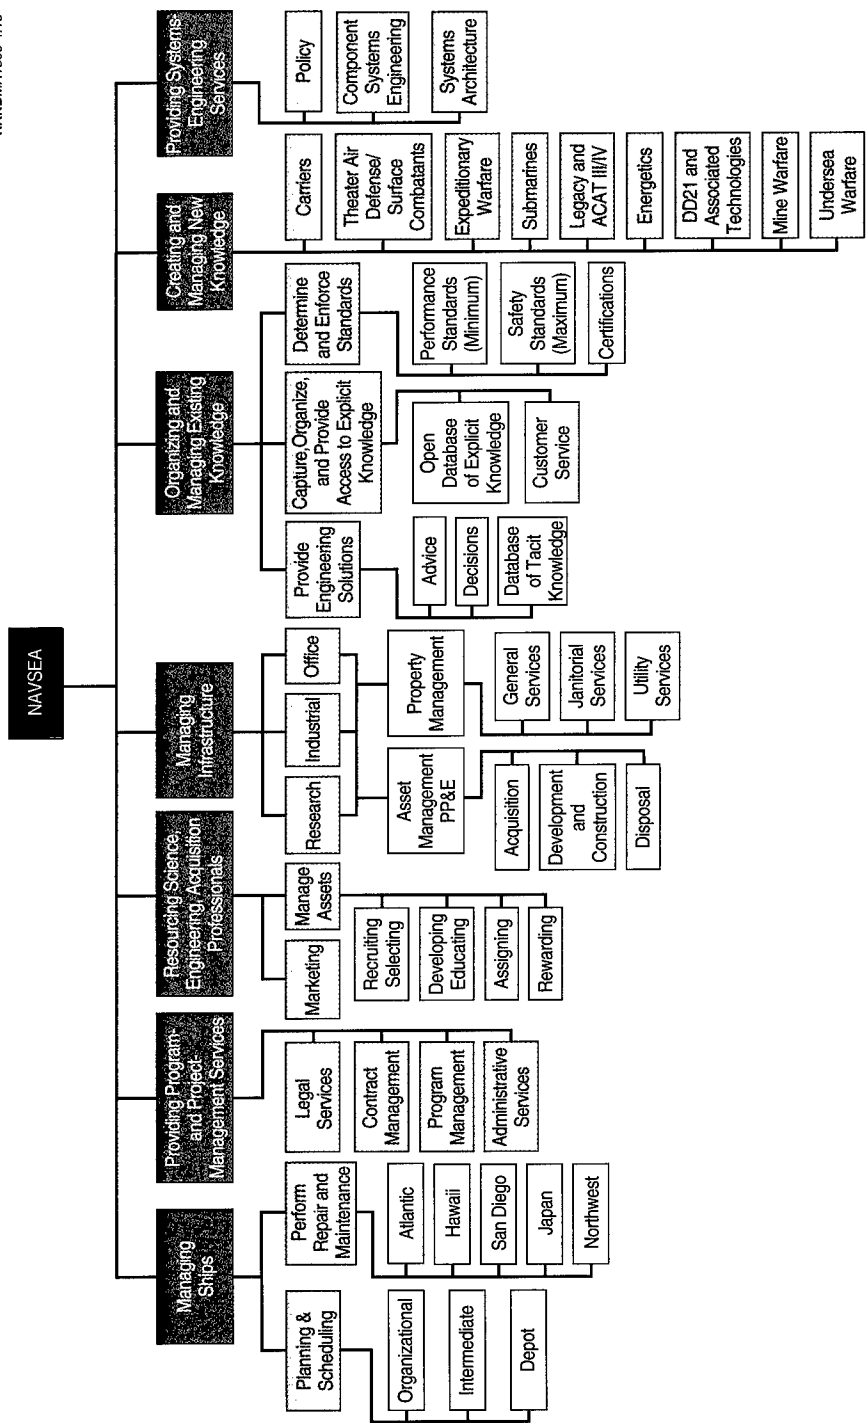 NAVSEA
Managing
Ships
Planning &
Scheduling
Organizational
Intermediate
Depot
Perform
Repair and
Maintenance
Atlantic
Hawaii
San Diego
Japan
Northwest
Providing Program-
and Project-
Management Services
Legal
Services
Contract
Management
Program
Management
Administrative
Services
Resourcing Science,
Engineering, Acquisition
Professionals
Marketing
Manage
Assets
Recruiting
Selecting
Developing
Educating
Assigning
Rewarding
Managing
Infrastructure
Research
Industrial
Office
Asset
Management
PP&E
Acquisition
Development
and
Construction
Disposal
Property
Management
General
Services
Janitorial
Services
Utility
Services
Organizing and
Managing Existing
Knowledge
Provide
Engineering
Solutions
Advice
Decisions
Database
of Tacit
Knowledge
Capture, Organize,
and Provide
Access to Explicit
Knowledge
Open
Database
of Explicit
Knowledge
Customer
Service
Determine
and Enforce
Standards
Performance
Standards
(Minimum)
Safety
Standards
(Maximum)
Certifications
Creating and
Managing New
Knowledge
Carriers
Theater Air
Defense/
Surface
Combatants
Expeditionary
Warfare
Submarines
Legacy and
ACAT III/IV
Energetics
DD21 and
Associated
Technologies
Mine Warfare
Undersea
Warfare
Providing Systems-
Engineering
Services
Policy
Component
Systems
Engineering
Systems
Architecture